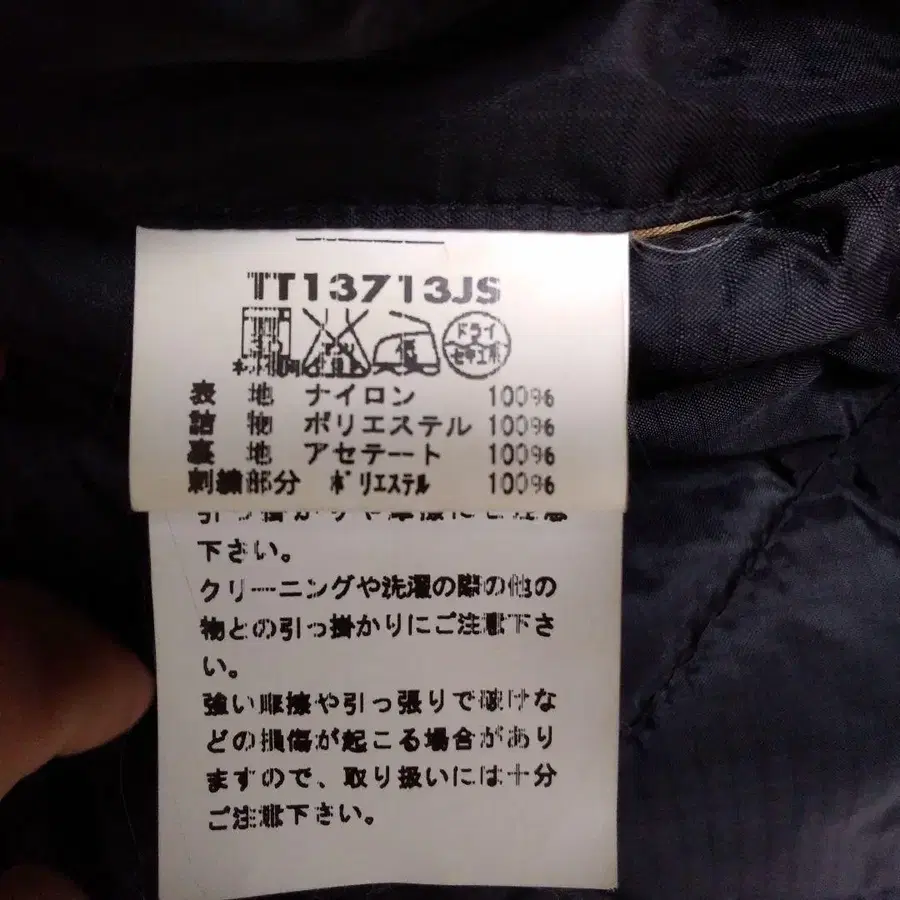 TT13713JS
ドライ
セキユ系
表 地 ナイロン 100%
詰 物 ポリエステル 100%
裏 地 アセテート 100%
刺繍部分 ポリエステル 100%
下さい。
クリーニングや洗濯の際の他の
物との引っ掛かりにご注意下さ
い。
強い摩擦や引っ張りで破けな
どの損傷が起こる場合があり
ますので、取り扱いには十分
ご注意下さい。